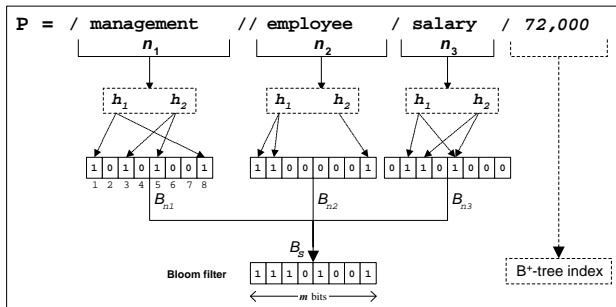 P = / management // employee / salary / 72,000
n1 n2 n3
h1 h2 h1 h2 h1 h2
1 0 1 0 1 0 0 1 1 1 0 0 0 0 0 1 0 1 1 0 1 0 0 0
1 2 3 4 5 6 7 8
Bn1 Bn2 Bn3
Bs
Bloom filter 1 1 1 0 1 0 0 1
m bits
B+-tree index